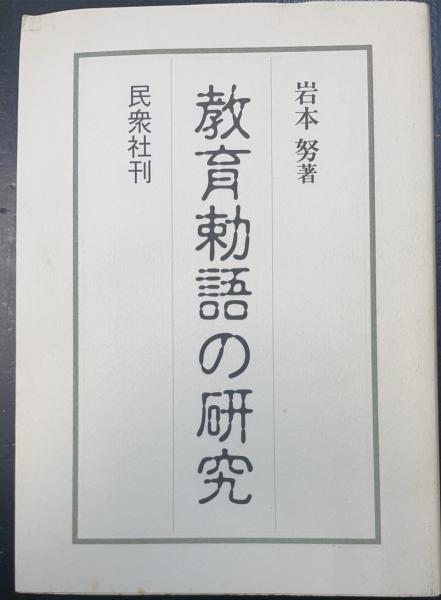 岩本 努著
教育勅語の研究
民衆社刊